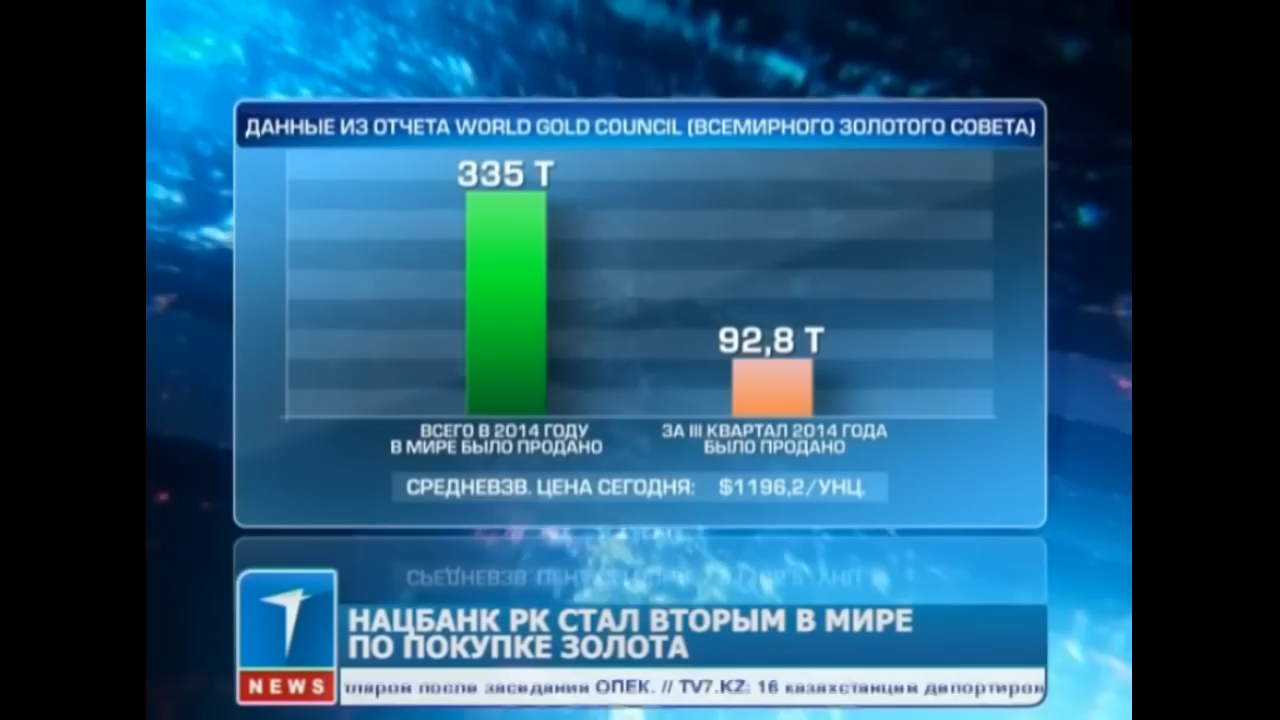 ДАННЫЕ ИЗ ОТЧЕТА WORLD GOLD COUNCIL (ВСЕМИРНОГО ЗОЛОТОГО СОВЕТА)
335 Т
92,8 Т
ВСЕГО В 2014 ГОДУ
В МИРЕ БЫЛО ПРОДАНО
ЗА III КВАРТАЛ 2014 ГОДА
БЫЛО ПРОДАНО
СРЕДНЕВЗВ. ЦЕНА СЕГОДНЯ: $1196,2/УНЦ.
НАЦБАНК РК СТАЛ ВТОРЫМ В МИРЕ
ПО ПОКУПКЕ ЗОЛОТА
NEWS
после заседания ОПЕК. // TV7.KZ: 16 казахстанцев депортиров